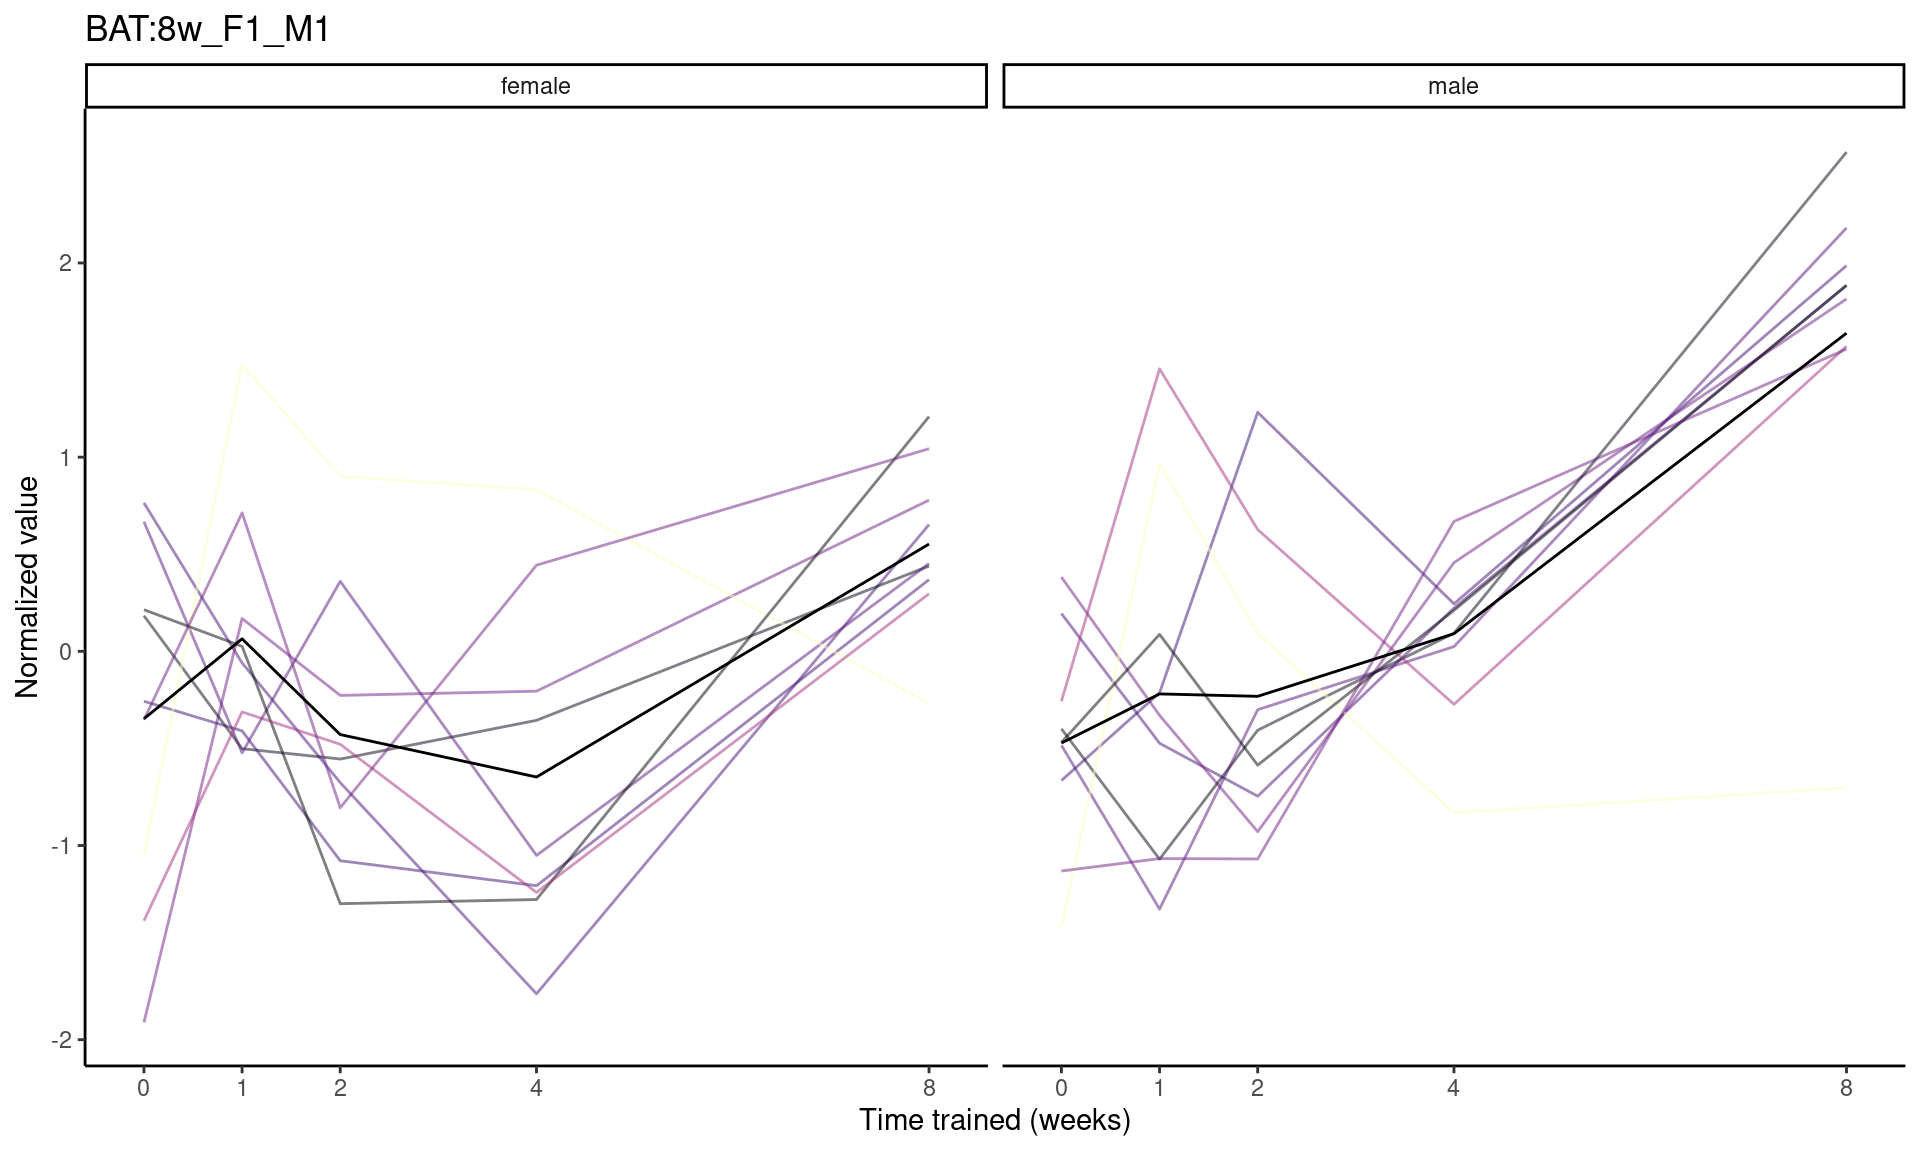 BAT:8w_F1_M1
female
male
Normalized value
2
1
0
-1
-2
0 1 2 4 8
0 1 2 4 8
Time trained (weeks)